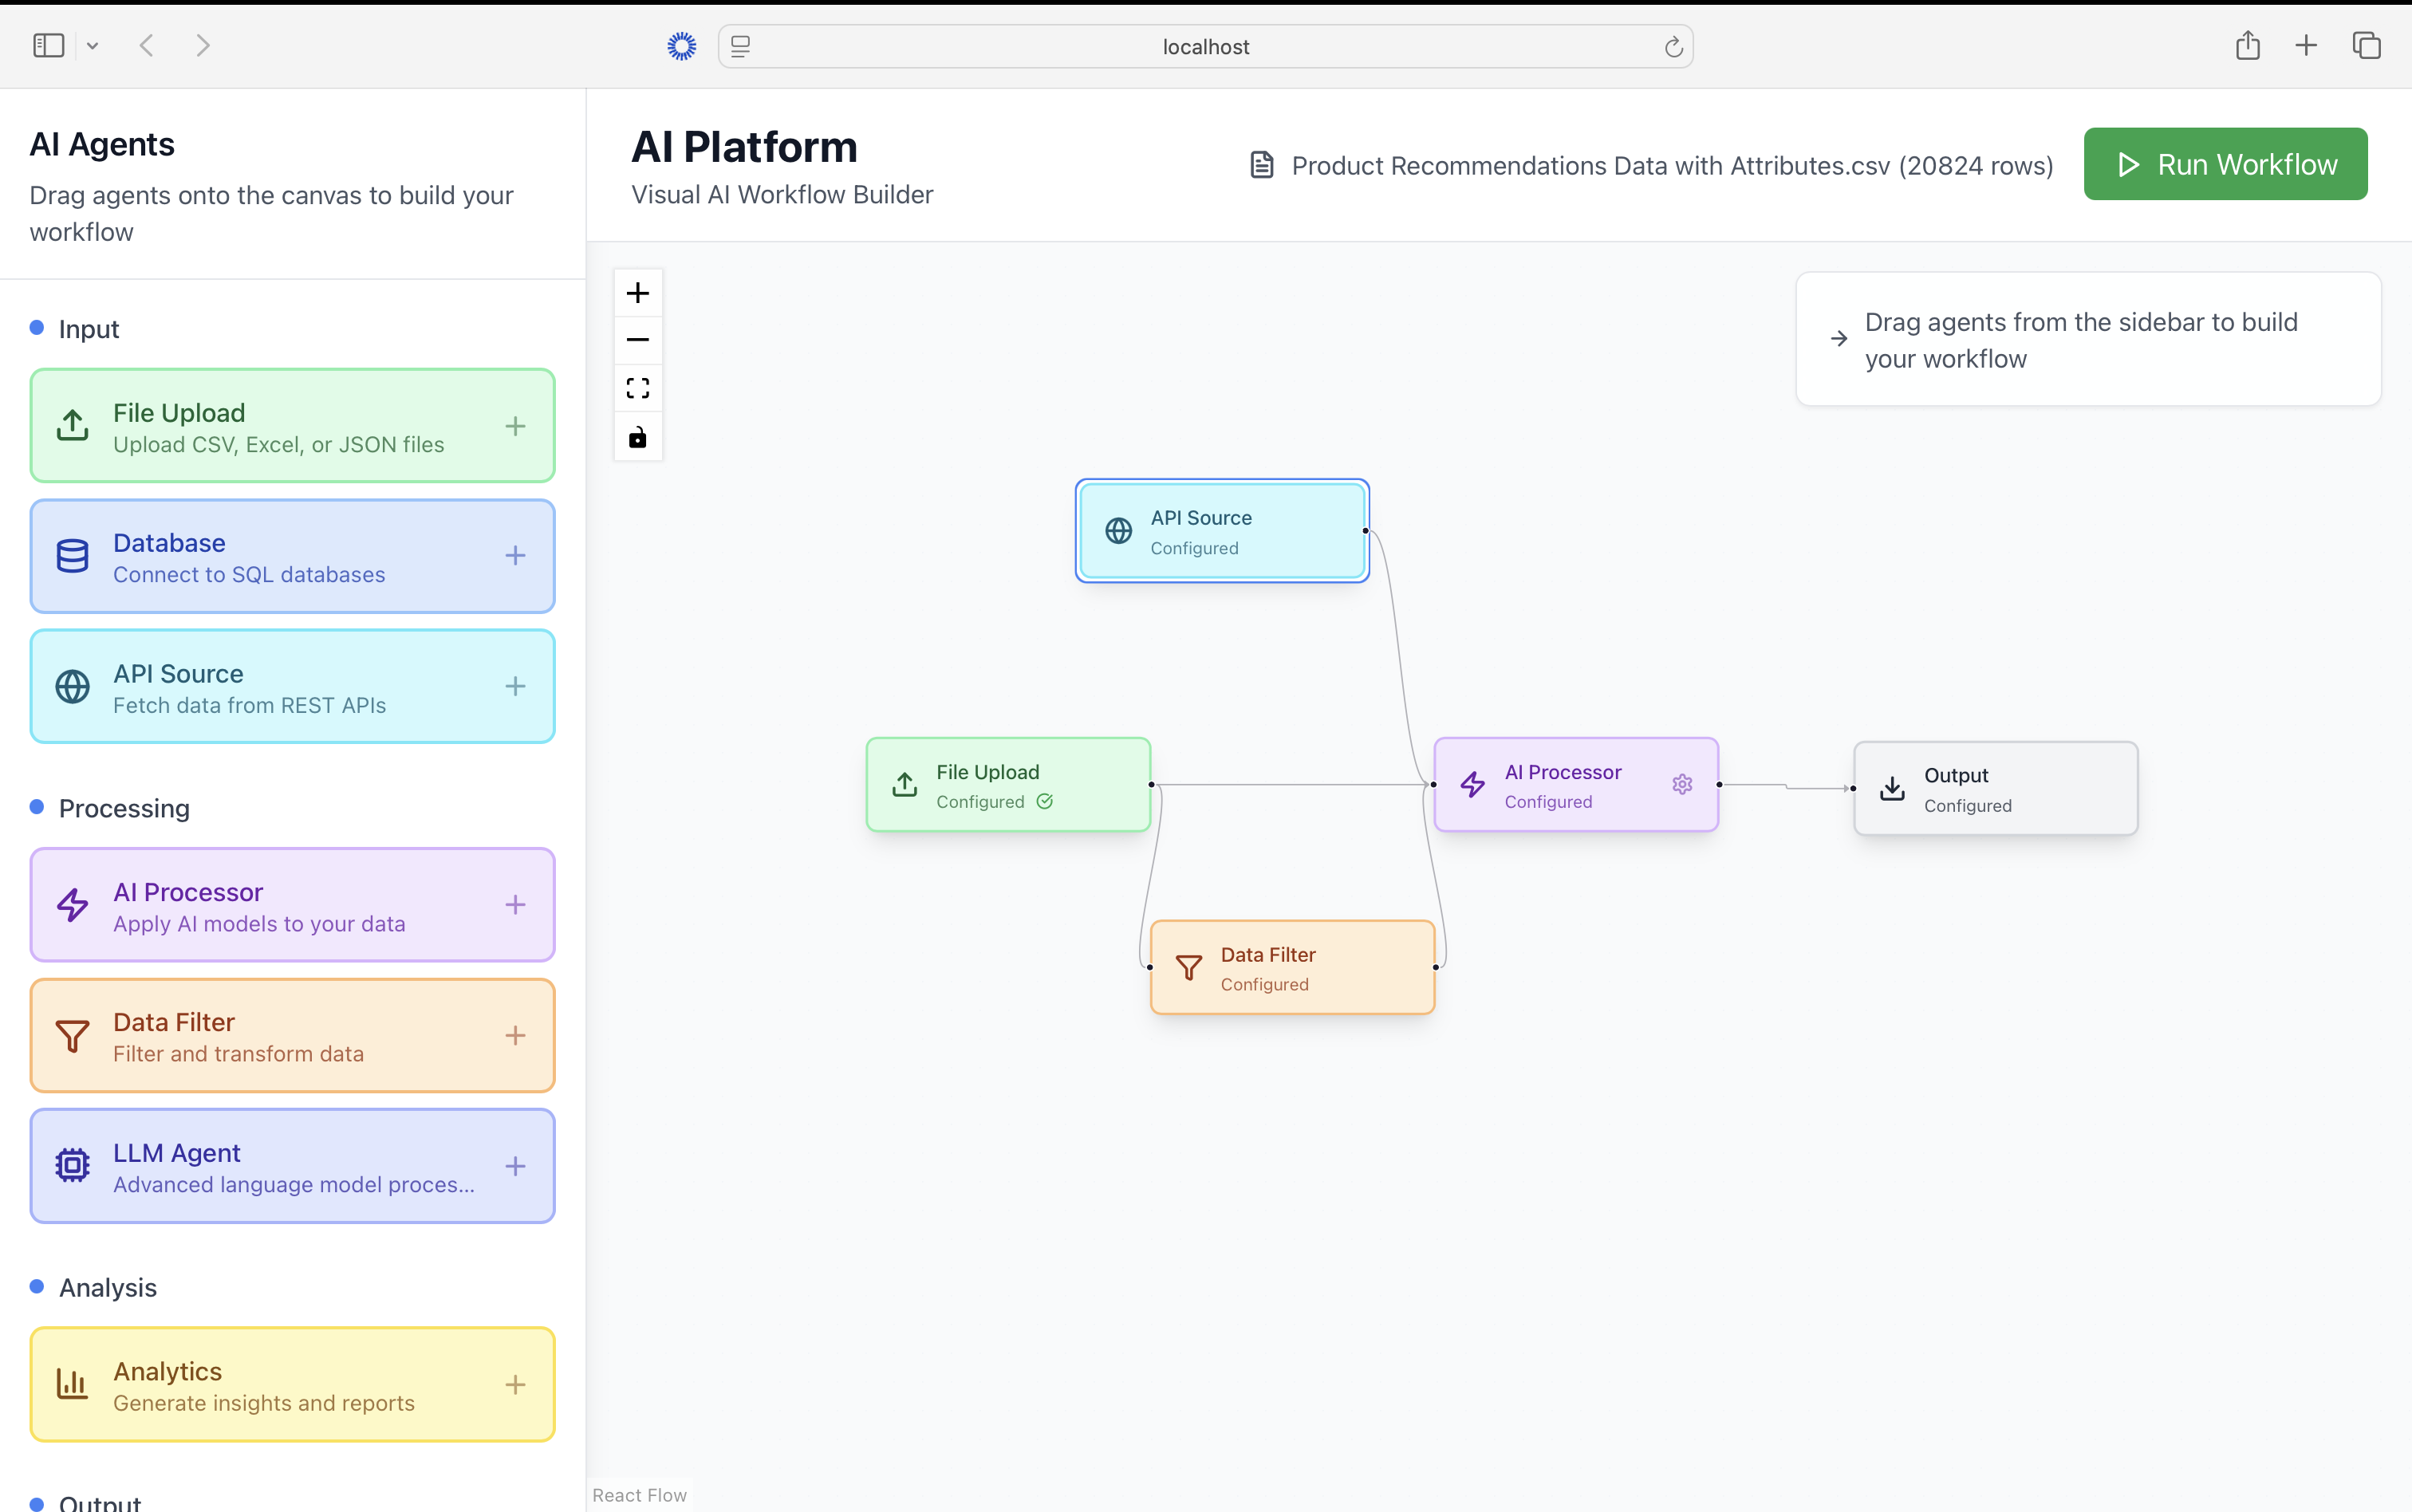 localhost
AI Agents
Drag agents onto the canvas to build your
workflow
Input
File Upload
Upload CSV, Excel, or JSON files
Database
Connect to SQL databases
API Source
Fetch data from REST APIs
Processing
AI Processor
Apply AI models to your data
Data Filter
Filter and transform data
LLM Agent
Advanced language model proces...
Analysis
Analytics
Generate insights and reports
Output
AI Platform
Visual AI Workflow Builder
Product Recommendations Data with Attributes.csv (20824 rows)
Run Workflow
Drag agents from the sidebar to build
your workflow
API Source
Configured
File Upload
Configured
AI Processor
Configured
Output
Configured
Data Filter
Configured
React Flow